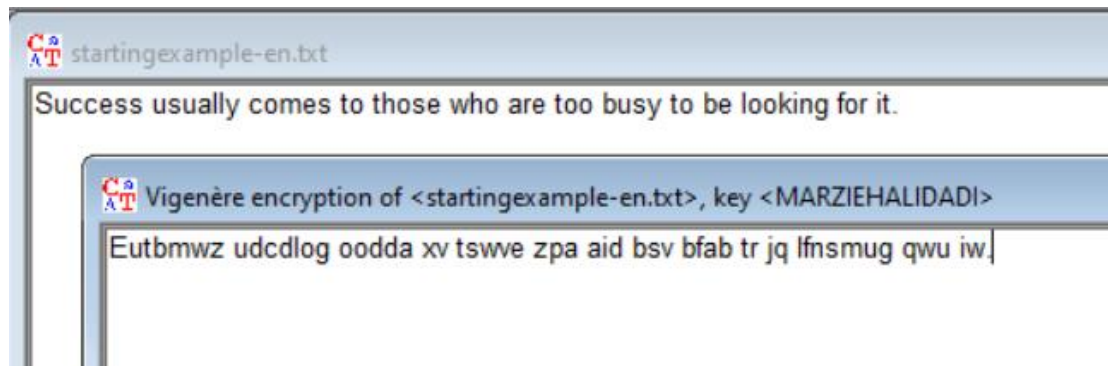 startingexample-en.txt
Success usually comes to those who are too busy to be looking for it.
Vigenère encryption of <startingexample-en.txt>, key <MARZIEHALIDADI>
Eutbmwz udcdlog oodda xv tswve zpa aid bsv bfab tr jq lfnsmug qwu iw.